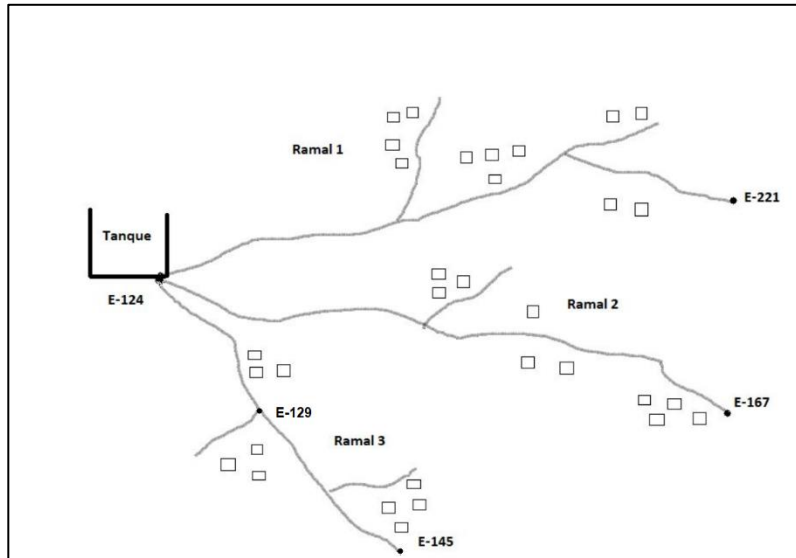 Ramal 1
E-221
Tanque
E-124
Ramal 2
E-167
E-129
Ramal 3
E-145